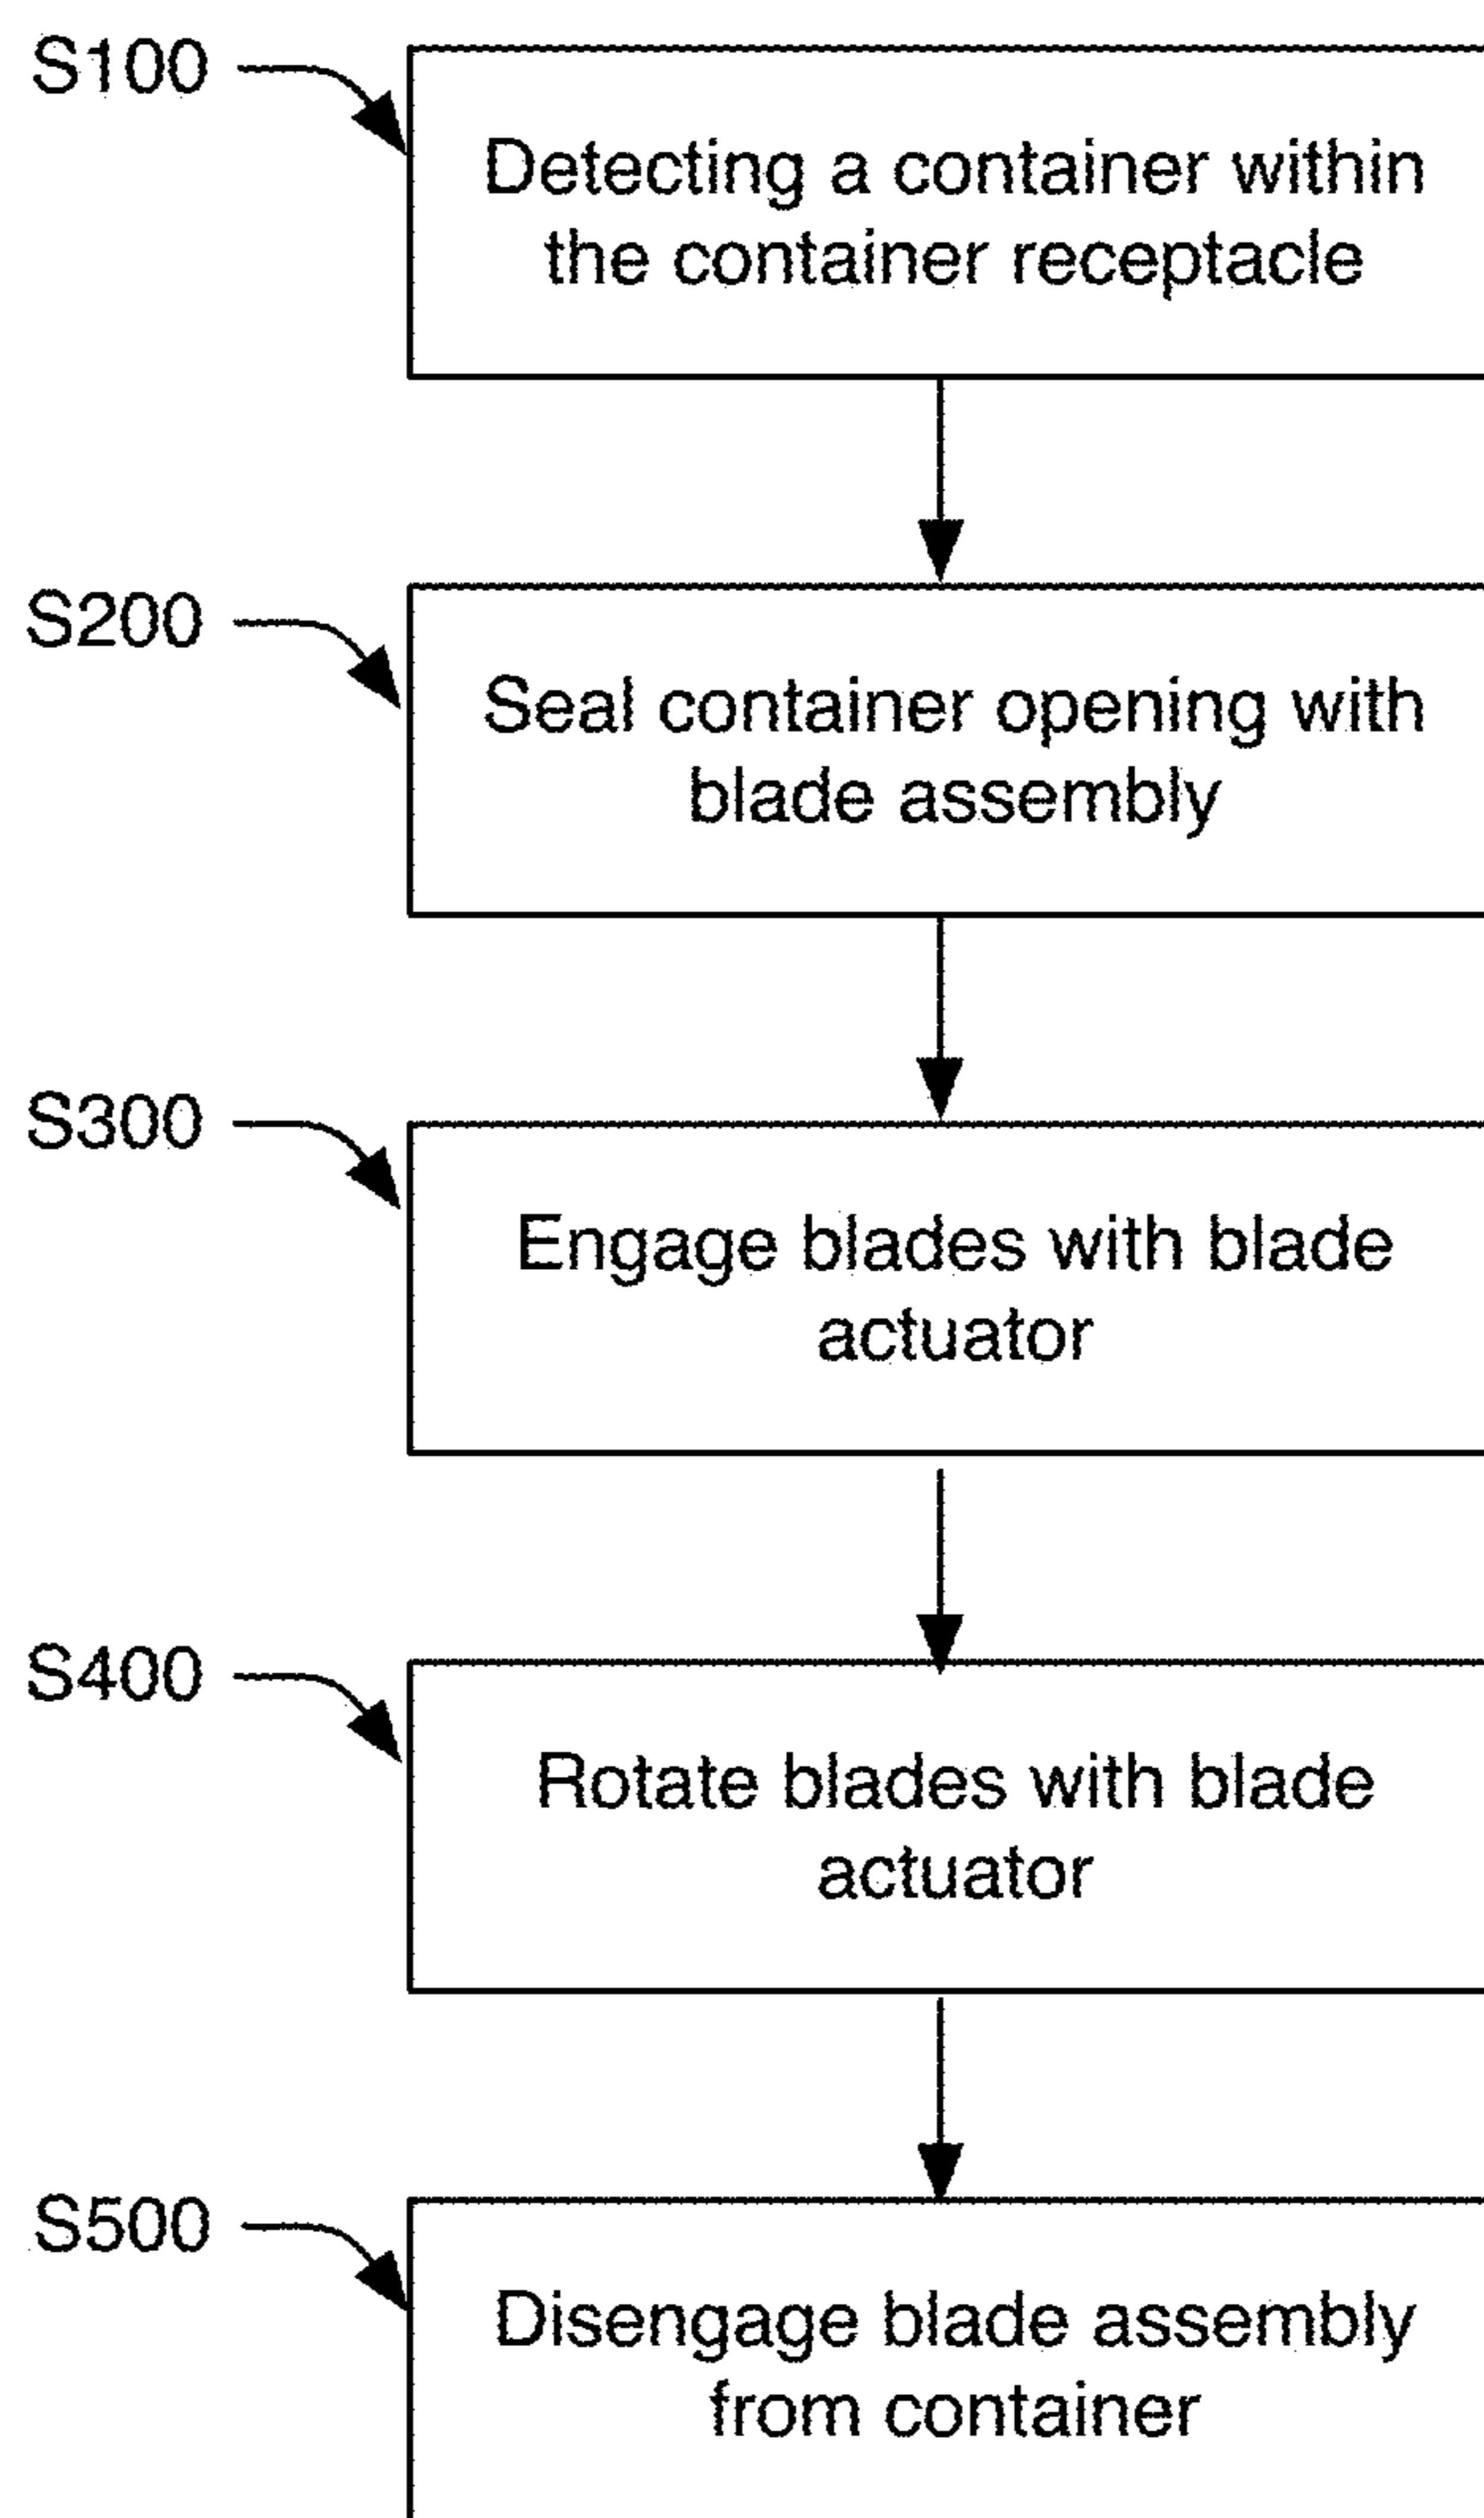 S100
Detecting a container within
the container receptacle
S200
Seal container opening with
blade assembly
S300
Engage blades with blade
actuator
S400
Rotate blades with blade
actuator
S500
Disengage blade assembly
from container